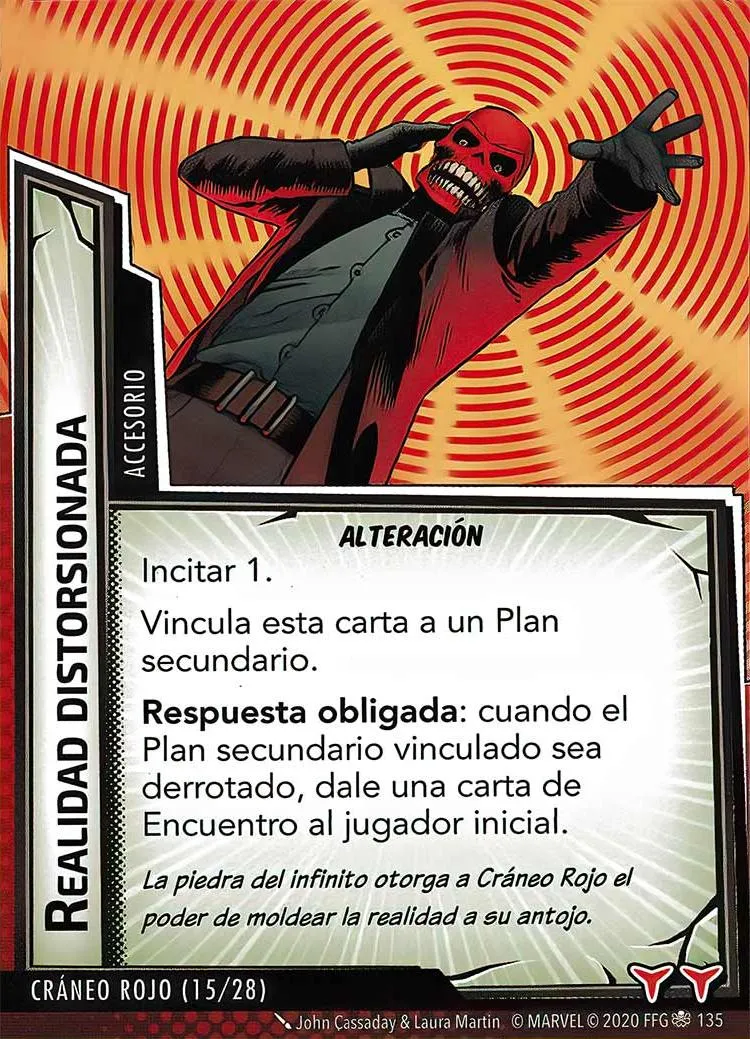 REALIDAD DISTORSIONADA
ACCESORIO
ALTERACIÓN
Incitar 1.
Vincula esta carta a un Plan
secundario.
Respuesta obligada: cuando el
Plan secundario vinculado sea
derrotado, dale una carta de
Encuentro al jugador inicial.
La piedra del infinito otorga a Cráneo Rojo el
poder de moldear la realidad a su antojo.
CRÁNEO ROJO (15/28)
John Cassaday & Laura Martin © MARVEL © 2020 FFG 135